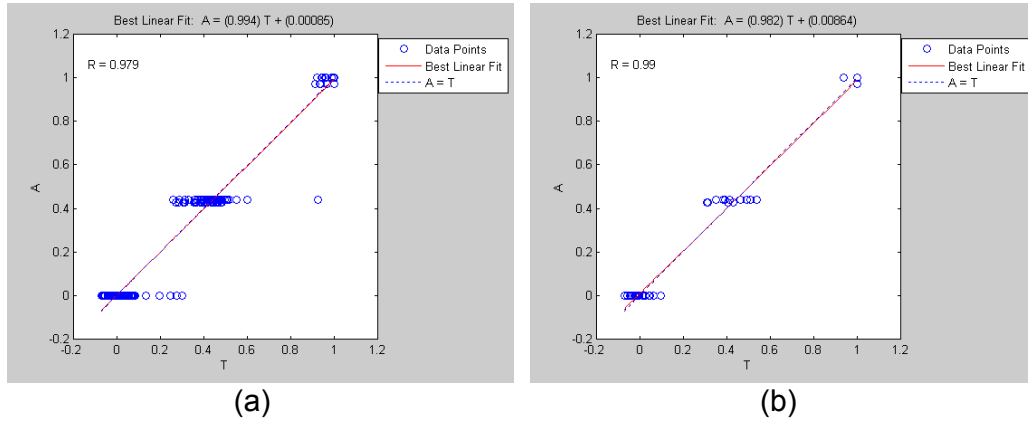 Best Linear Fit: A = (0.994) T + (0.00085)
1.2
1
0.8
0.6
0.4
0.2
0
-0.2
A
R = 0.979
Data Points
Best Linear Fit
A = T
-0.2 0 0.2 0.4 0.6 0.8 1 1.2
T
(a)
Best Linear Fit: A = (0.982) T + (0.00864)
1.2
1
0.8
0.6
0.4
0.2
0
-0.2
A
R = 0.99
Data Points
Best Linear Fit
A = T
-0.2 0 0.2 0.4 0.6 0.8 1 1.2
T
(b)